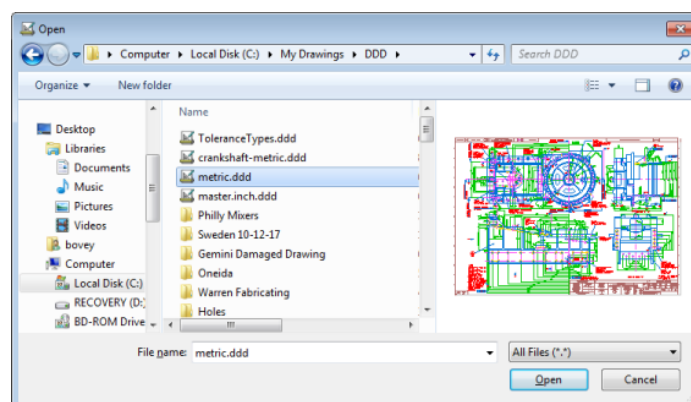 Open
Computer ▸ Local Disk (C:) ▸ My Drawings ▸ DDD ▸
Search DDD
Organize
New folder
Desktop
Libraries
Documents
Music
Pictures
Videos
bovey
Computer
Local Disk (C:)
RECOVERY (D:)
BD-ROM Drive
Name
ToleranceTypes.ddd
crankshaft-metric.ddd
metric.ddd
master.inch.ddd
Philly Mixers
Sweden 10-12-17
Gemini Damaged Drawing
Oneida
Warren Fabricating
Holes
File name: metric.ddd
All Files (*.*)
Open
Cancel